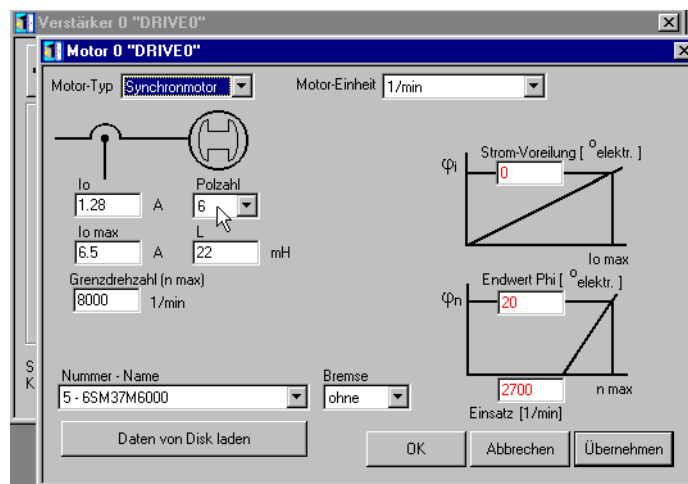 Verstärker 0 "DRIVE0"
Motor 0 "DRIVE0"
Motor-Typ Synchronmotor Motor-Einheit 1/min
Io Polzahl
1.28 A 6
Io max L
6.5 A 22 mH
Grenzdrehzahl (n max)
8000 1/min
Strom-Voreilung [ °elektr. ]
φi 0
Io max
Endwert Phi [ °elektr. ]
φn 20
2700 n max
Einsatz [1/min]
S
K
Nummer - Name Bremse
5 - 6SM37M6000 ohne
Daten von Disk laden
OK Abbrechen Übernehmen